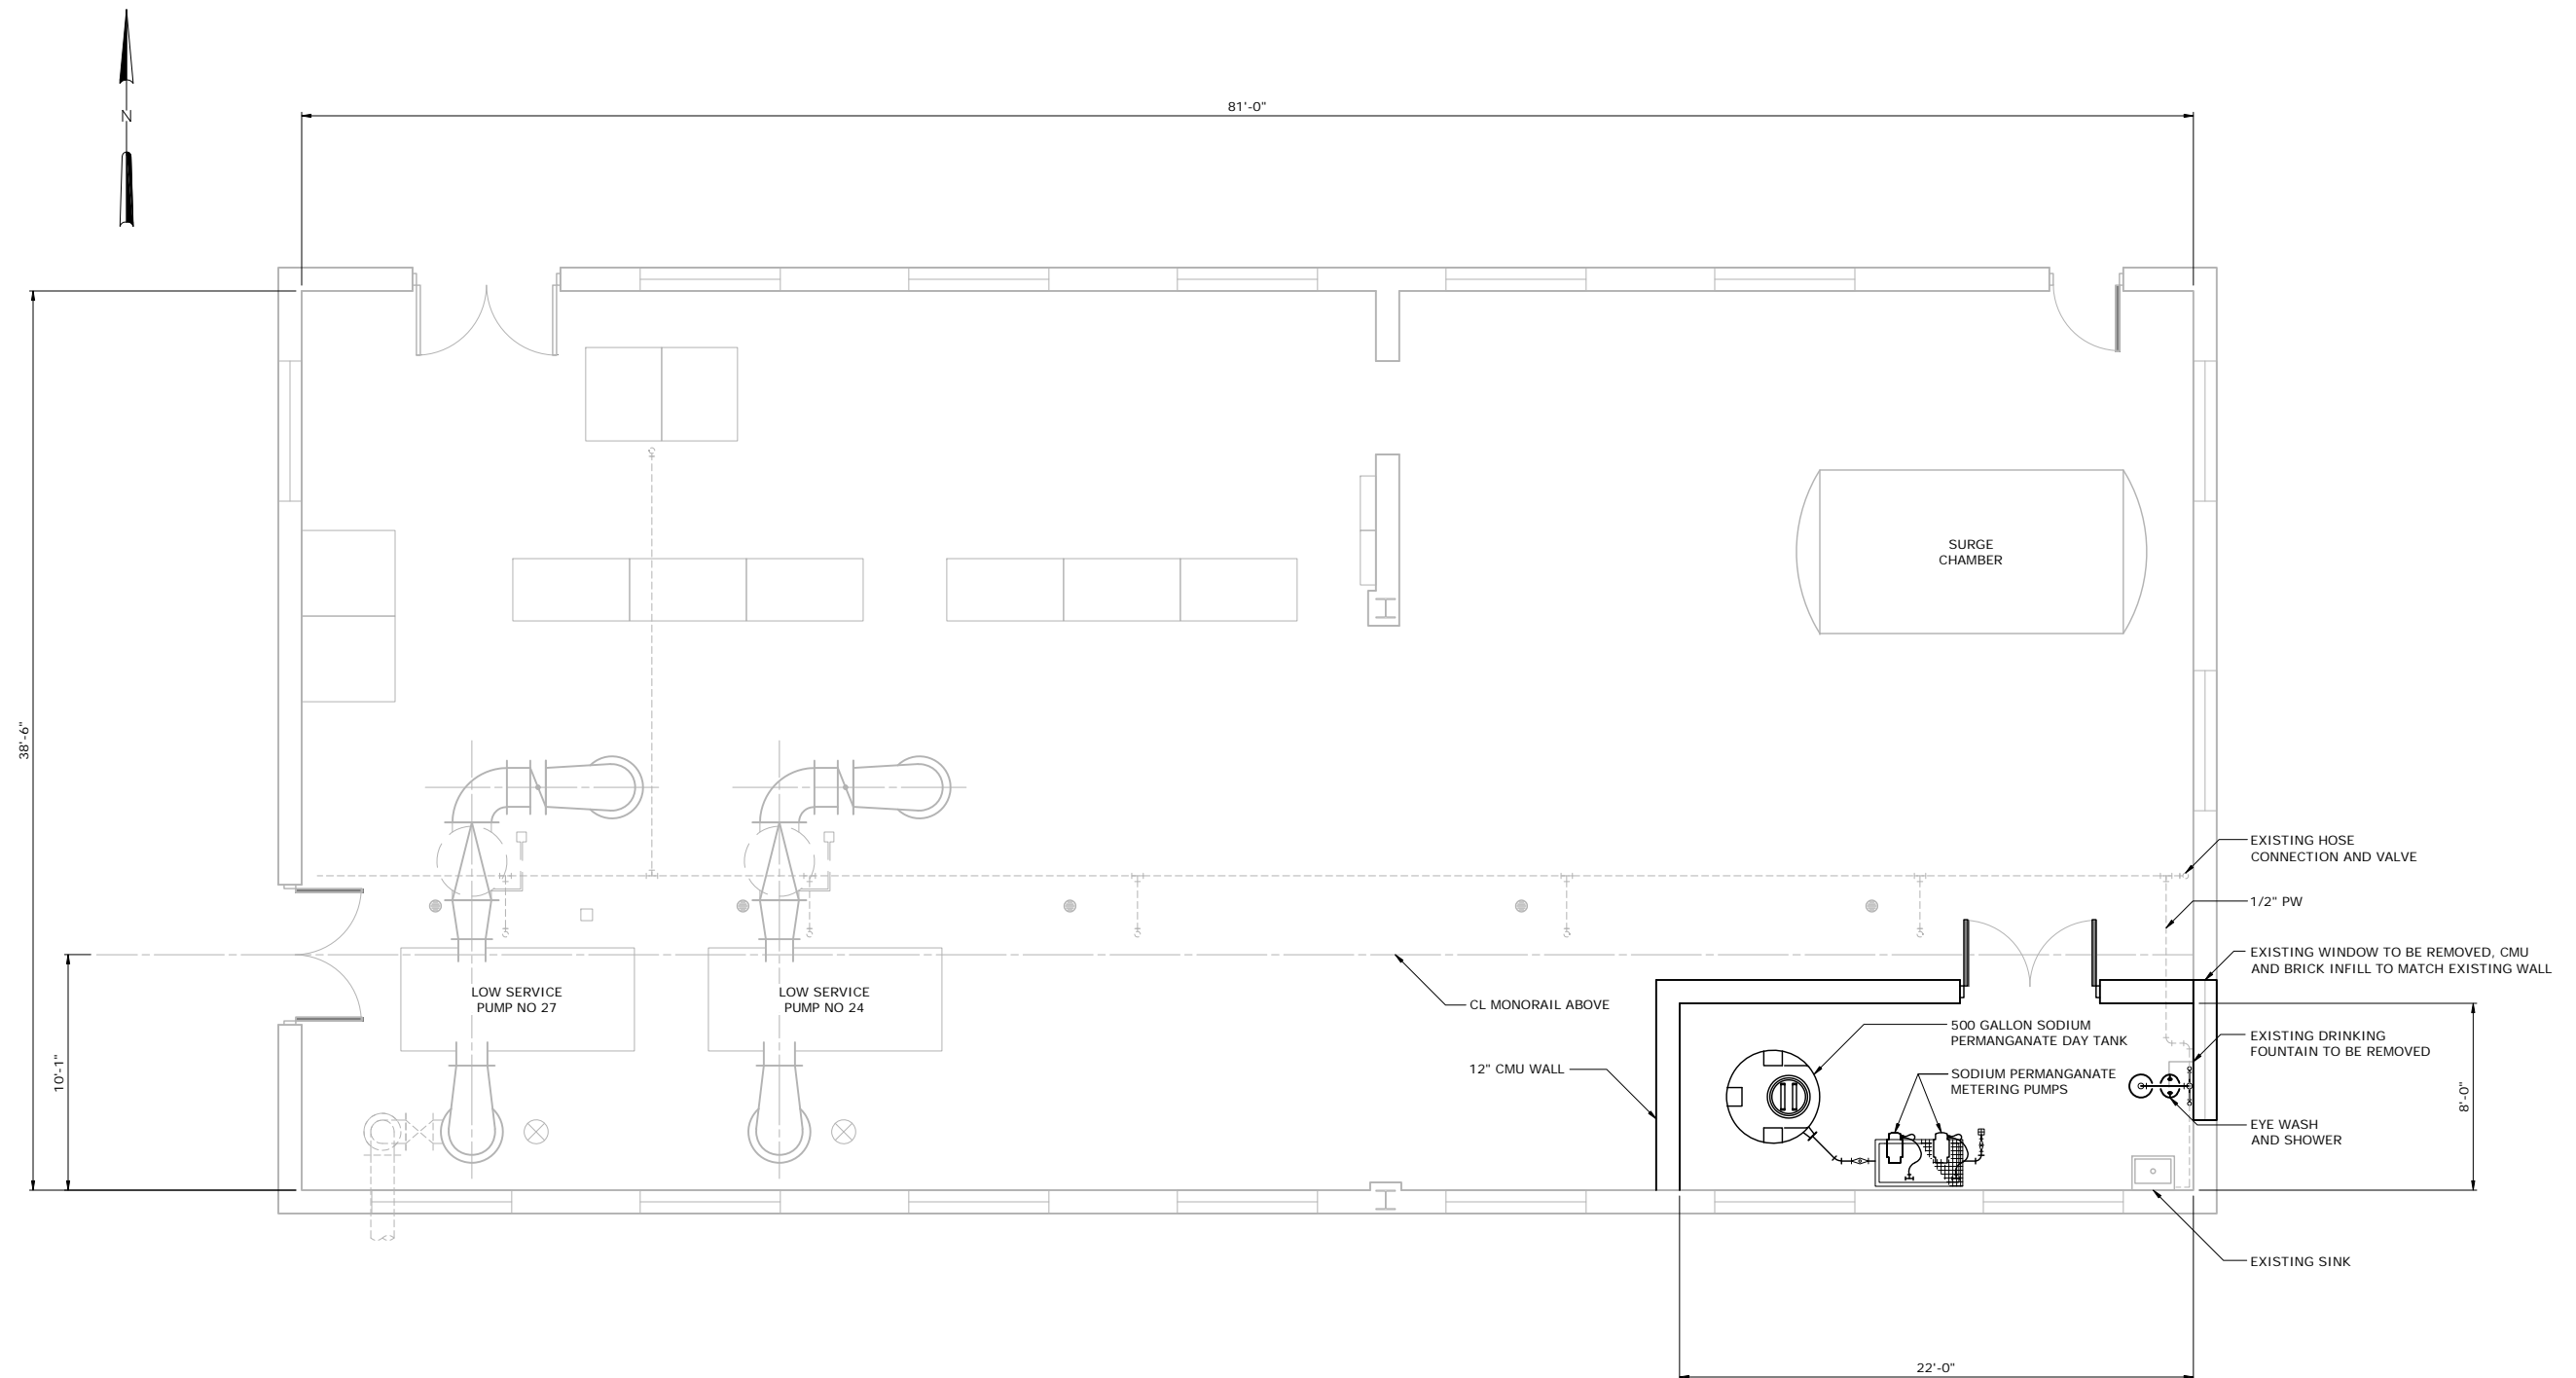 N
81'-0"
38'-6"
SURGE
CHAMBER
EXISTING HOSE
CONNECTION AND VALVE
1/2" PW
EXISTING WINDOW TO BE REMOVED, CMU
AND BRICK INFILL TO MATCH EXISTING WALL
LOW SERVICE
PUMP NO 27
LOW SERVICE
PUMP NO 24
CL MONORAIL ABOVE
10'-1"
12" CMU WALL
500 GALLON SODIUM
PERMANGANATE DAY TANK
SODIUM PERMANGANATE
METERING PUMPS
EXISTING DRINKING
FOUNTAIN TO BE REMOVED
8'-0"
EYE WASH
AND SHOWER
EXISTING SINK
22'-0"